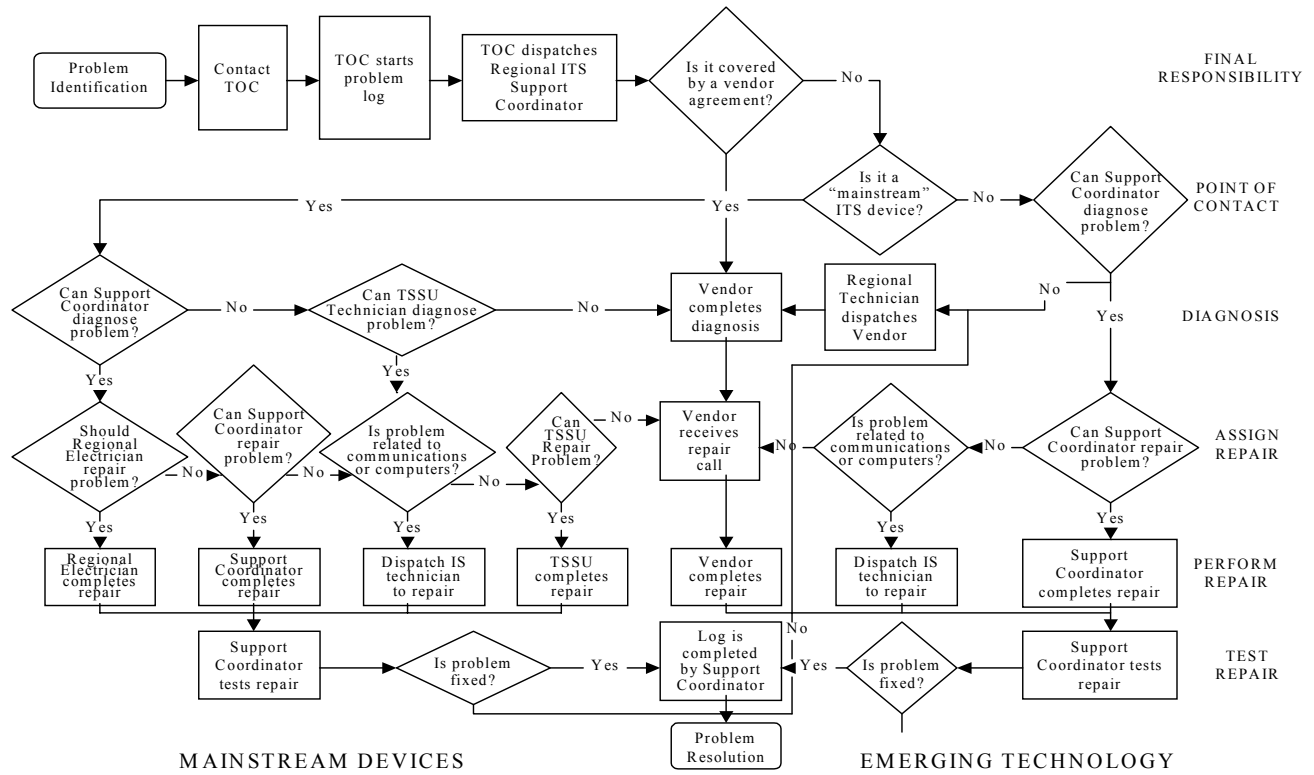 Problem
Identification
Contact
TOC
TOC starts
problem
log
TOC dispatches
Regional ITS
Support
Coordinator
Is it covered
by a vendor
agreement?
No
FINAL
RESPONSIBILITY
Is it a
“mainstream”
ITS device?
Yes
Yes
No
Can Support
Coordinator
diagnose
problem?
POINT OF
CONTACT
Can Support
Coordinator
diagnose
problem?
No
Can TSSU
Technician diagnose
problem?
No
Vendor
completes
diagnosis
Regional
Technician
dispatches
Vendor
No
Yes
DIAGNOSIS
Yes
Yes
Should
Regional
Electrician
repair
problem?
No
Can Support
Coordinator
repair
problem?
No
Is problem
related to
communications
or computers?
No
Can
TSSU
Repair
Problem?
No
Vendor
receives
repair
call
No
Is problem
related to
communications
or computers?
No
Can Support
Coordinator repair
problem?
ASSIGN
REPAIR
Yes
Yes
Yes
Yes
Yes
Yes
Regional
Electrician
completes
repair
Support
Coordinator
completes
repair
Dispatch IS
technician
to repair
TSSU
completes
repair
Vendor
completes
repair
Dispatch IS
technician
to repair
Support
Coordinator
completes repair
PERFORM
REPAIR
Support
Coordinator
tests repair
Is problem
fixed?
Yes
Log is
completed
by Support
Coordinator
No
Yes
Is problem
fixed?
Support
Coordinator tests
repair
TEST
REPAIR
Problem
Resolution
MAINSTREAM DEVICES
EMERGING TECHNOLOGY